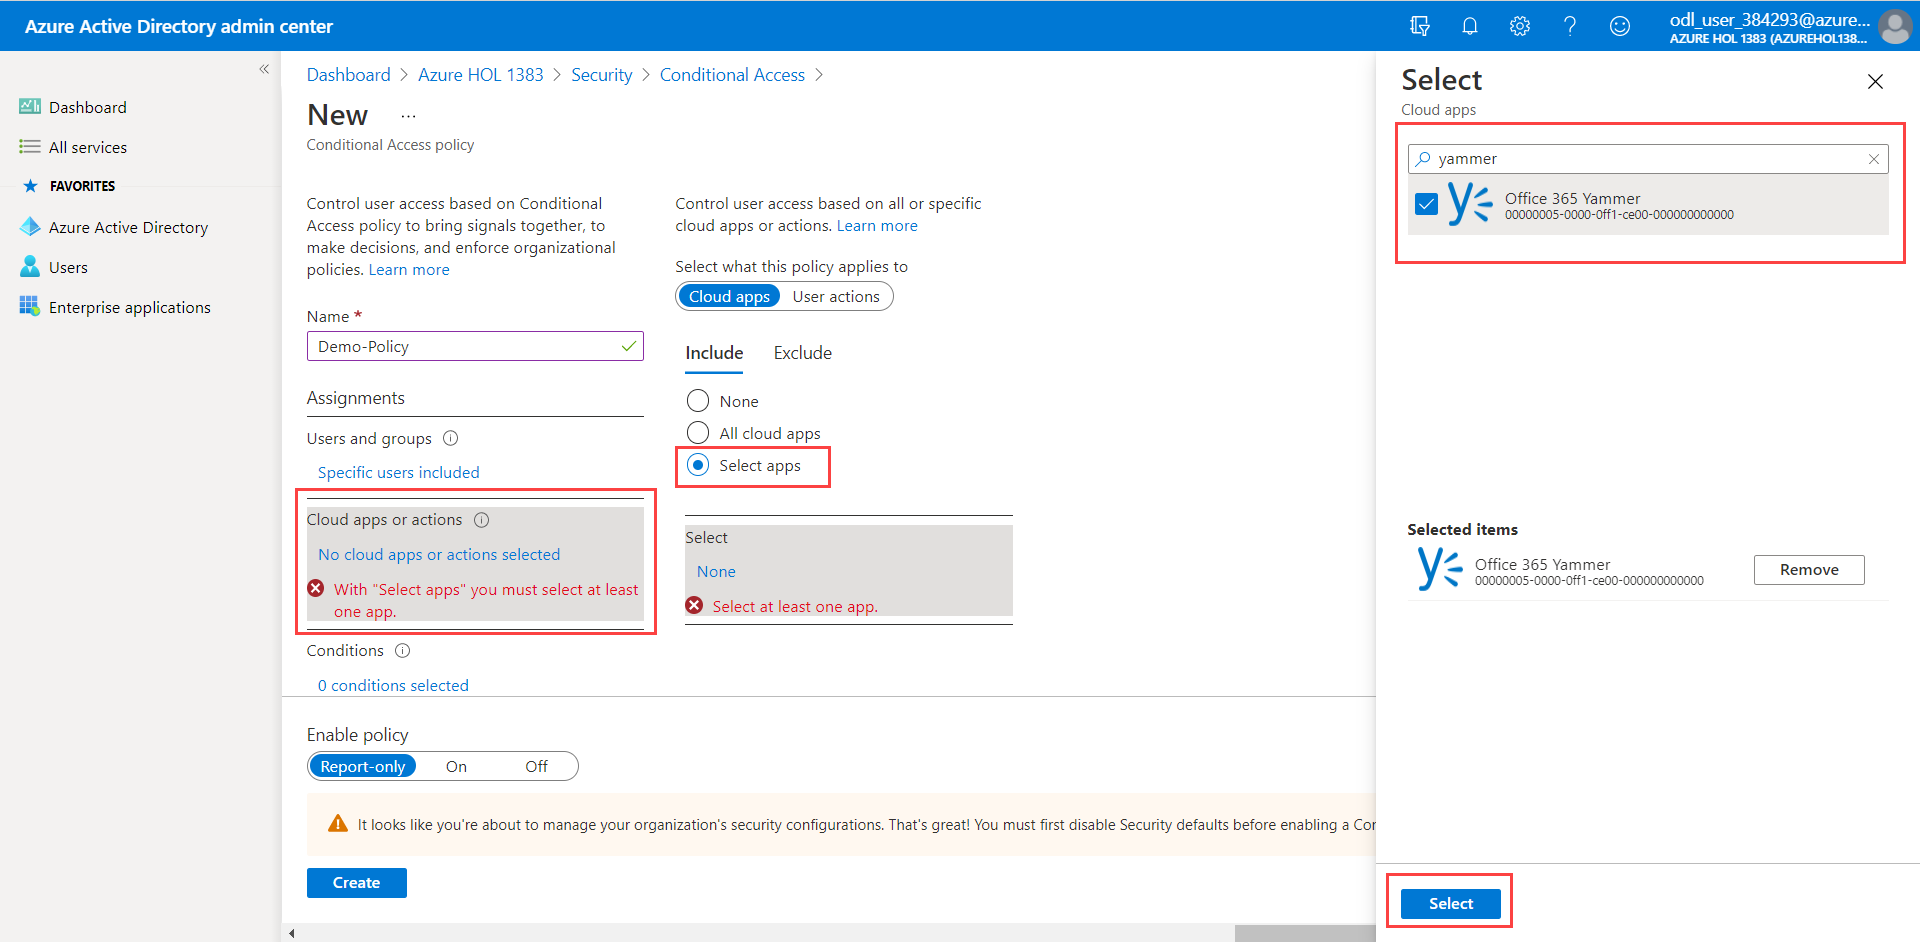 Azure Active Directory admin center
odl_user_384293@azure...
AZURE HOL 1383 (AZUREHOL138...
«
Dashboard
All services
FAVORITES
Azure Active Directory
Users
Enterprise applications
Dashboard > Azure HOL 1383 > Security > Conditional Access >
New ...
Conditional Access policy
Control user access based on Conditional
Access policy to bring signals together, to
make decisions, and enforce organizational
policies. Learn more
Name *
Demo-Policy
Assignments
Users and groups
Specific users included
Cloud apps or actions
No cloud apps or actions selected
With "Select apps" you must select at least
one app.
Conditions
0 conditions selected
Control user access based on all or specific
cloud apps or actions. Learn more
Select what this policy applies to
Cloud apps User actions
Include Exclude
None
All cloud apps
Select apps
Select
None
Select at least one app.
Enable policy
Report-only On Off
It looks like you're about to manage your organization's security configurations. That's great! You must first disable Security defaults before enabling a Cor
Create
Select
Cloud apps
yammer
Office 365 Yammer
00000005-0000-0ff1-ce00-000000000000
Selected items
Office 365 Yammer
00000005-0000-0ff1-ce00-000000000000
Remove
Select